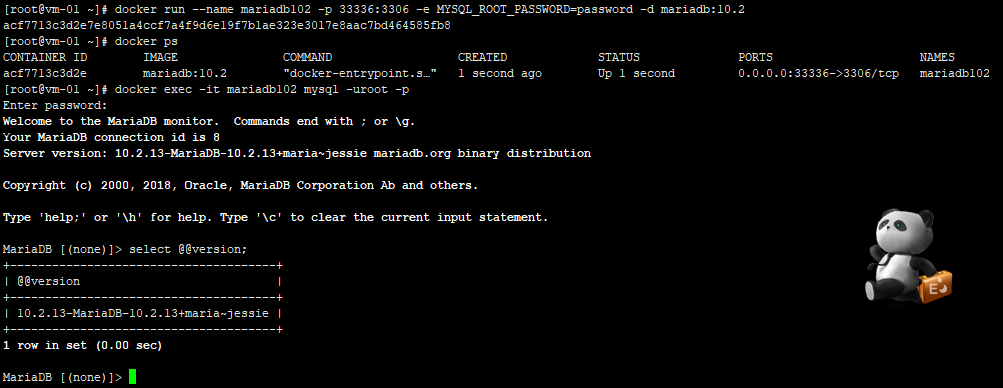 [root@vm-01 ~]# docker run --name mariadb102 -p 33336:3306 -e MYSQL_ROOT_PASSWORD=password -d mariadb:10.2
acf7713c3d2e7e8051a4ccf7a4f9d6e19f7b1ae323e3017e8aac7bd464585fb8
[root@vm-01 ~]# docker ps
CONTAINER ID        IMAGE               COMMAND                  CREATED             STATUS              PORTS                     NAMES
acf7713c3d2e        mariadb:10.2        "docker-entrypoint.s…"   1 second ago        Up 1 second         0.0.0.0:33336->3306/tcp   mariadb102
[root@vm-01 ~]# docker exec -it mariadb102 mysql -uroot -p
Enter password:
Welcome to the MariaDB monitor.  Commands end with ; or \g.
Your MariaDB connection id is 8
Server version: 10.2.13-MariaDB-10.2.13+maria~jessie mariadb.org binary distribution
Copyright (c) 2000, 2018, Oracle, MariaDB Corporation Ab and others.
Type 'help;' or '\h' for help. Type '\c' to clear the current input statement.
MariaDB [(none)]> select @@version;
+--------------------------------------+
| @@version                            |
+--------------------------------------+
| 10.2.13-MariaDB-10.2.13+maria~jessie |
+--------------------------------------+
1 row in set (0.00 sec)
MariaDB [(none)]>
E